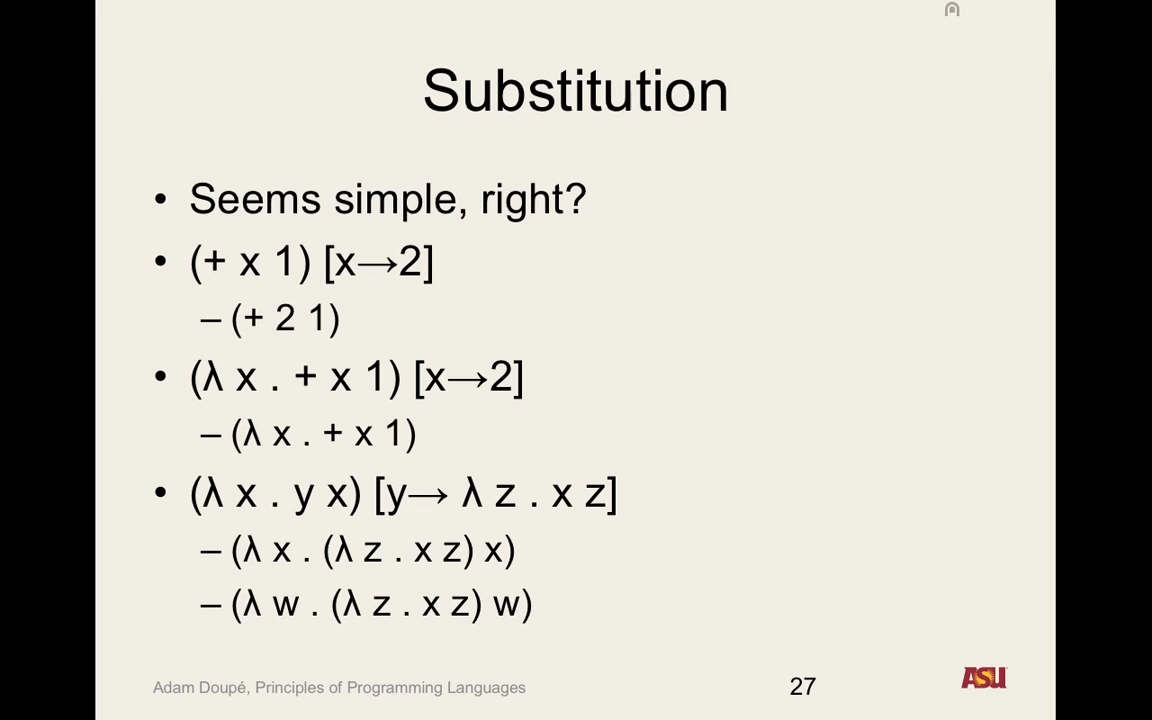 Substitution
• Seems simple, right?
• (+ x 1) [x→2]
– (+ 2 1)
• (λ x . + x 1) [x→2]
– (λ x . + x 1)
• (λ x . y x) [y→ λ z . x z]
– (λ x . (λ z . x z) x)
– (λ w . (λ z . x z) w)
Adam Doupé, Principles of Programming Languages
27
ASU